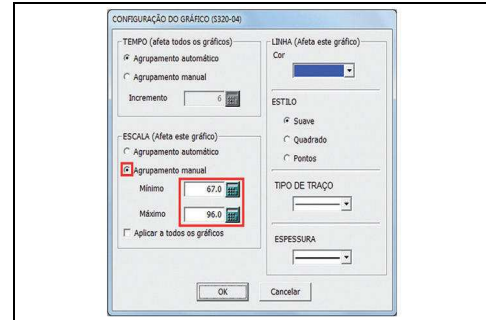 CONFIGURAÇÃO DO GRÁFICO (S320-04)
TEMPO (afeta todos os gráficos)
Agrupamento automático
Agrupamento manual
Incremento 6
ESCALA (Afeta este gráfico)
Agrupamento automático
Agrupamento manual
Mínimo 67.0
Máximo 96.0
Aplicar a todos os gráficos
LINHA (Afeta este gráfico)
Cor
ESTILO
Suave
Quadrado
Pontos
TIPO DE TRAÇO
ESPESSURA
OK Cancelar